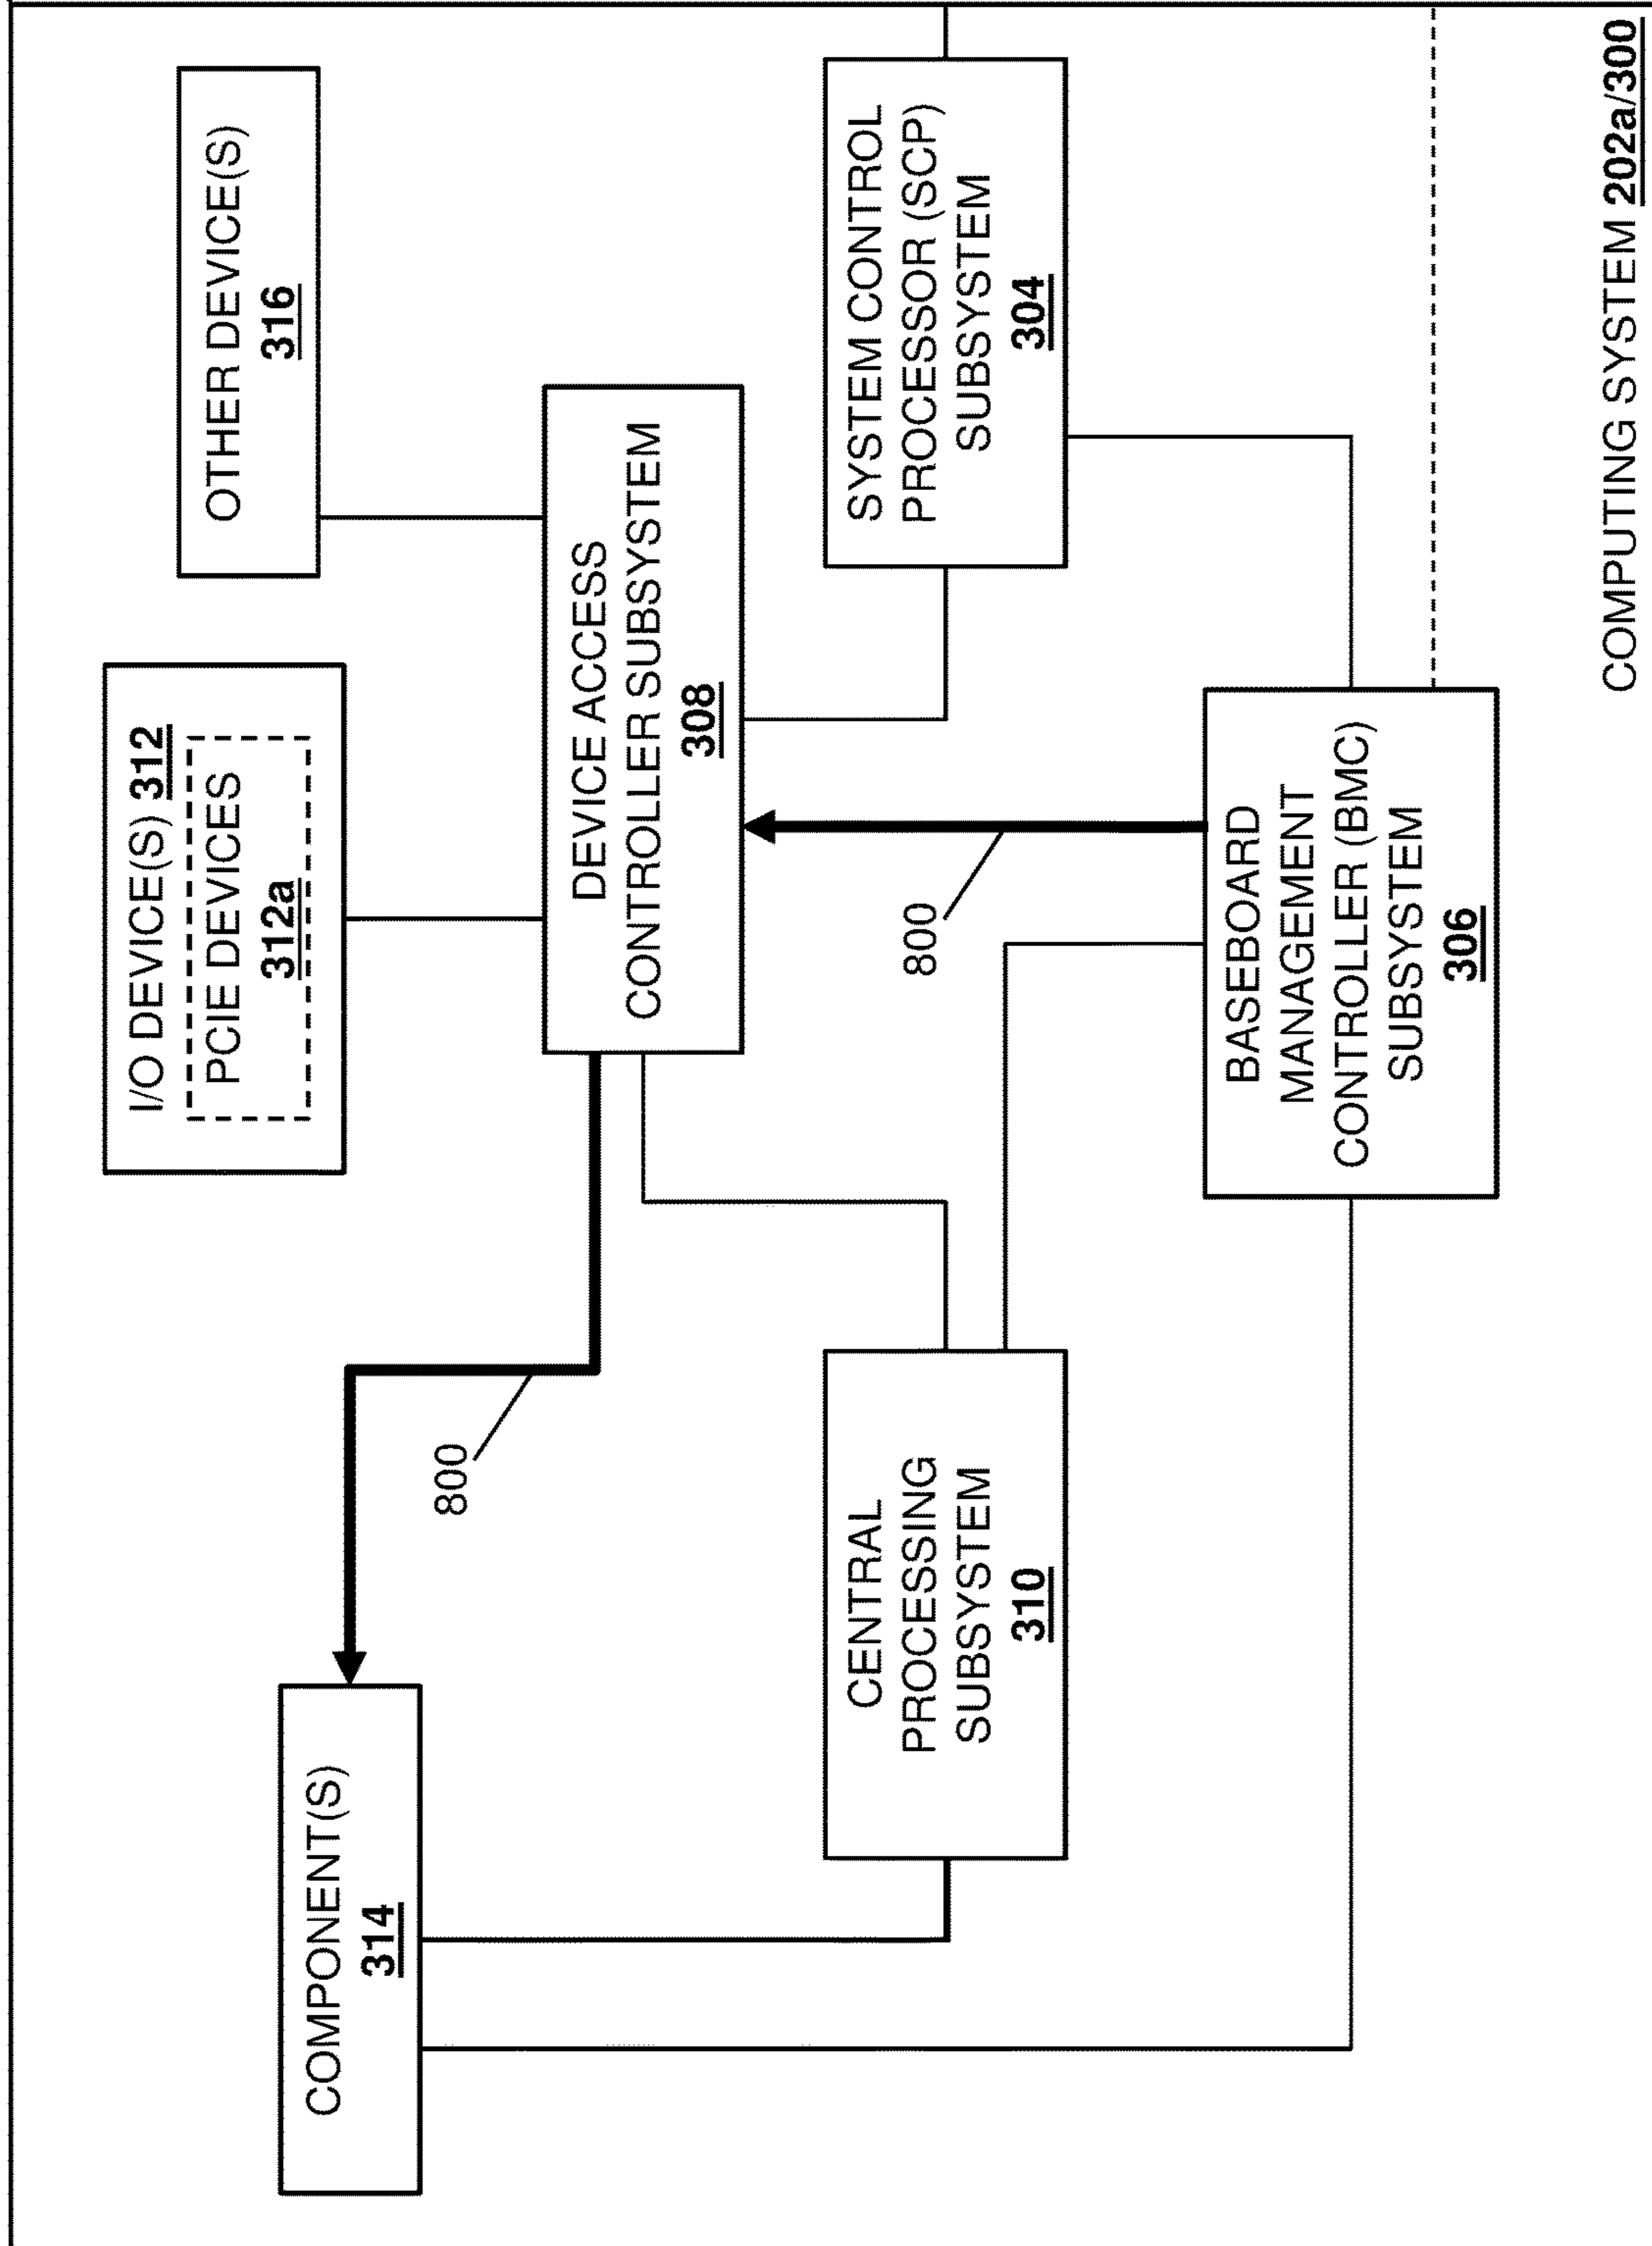 COMPONENT(S)
314
I/O DEVICE(S) 312
PCIE DEVICES
312a
OTHER DEVICE(S)
316
800
DEVICE ACCESS
CONTROLLER SUBSYSTEM
308
CENTRAL
PROCESSING
SUBSYSTEM
310
800
SYSTEM CONTROL
PROCESSOR (SCP)
SUBSYSTEM
304
BASEBOARD
MANAGEMENT
CONTROLLER (BMC)
SUBSYSTEM
306
COMPUTING SYSTEM 202a/300